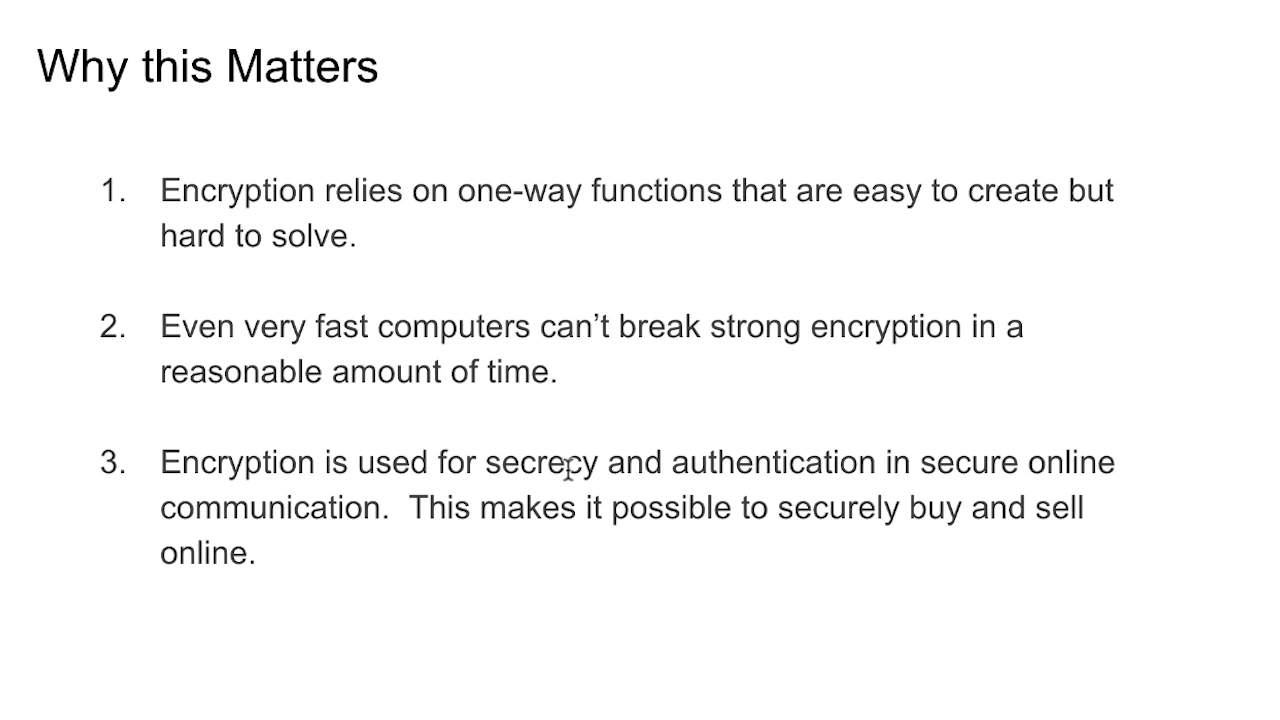 Why this Matters
1. Encryption relies on one-way functions that are easy to create but
hard to solve.
2. Even very fast computers can’t break strong encryption in a
reasonable amount of time.
3. Encryption is used for secrecy and authentication in secure online
communication.  This makes it possible to securely buy and sell
online.